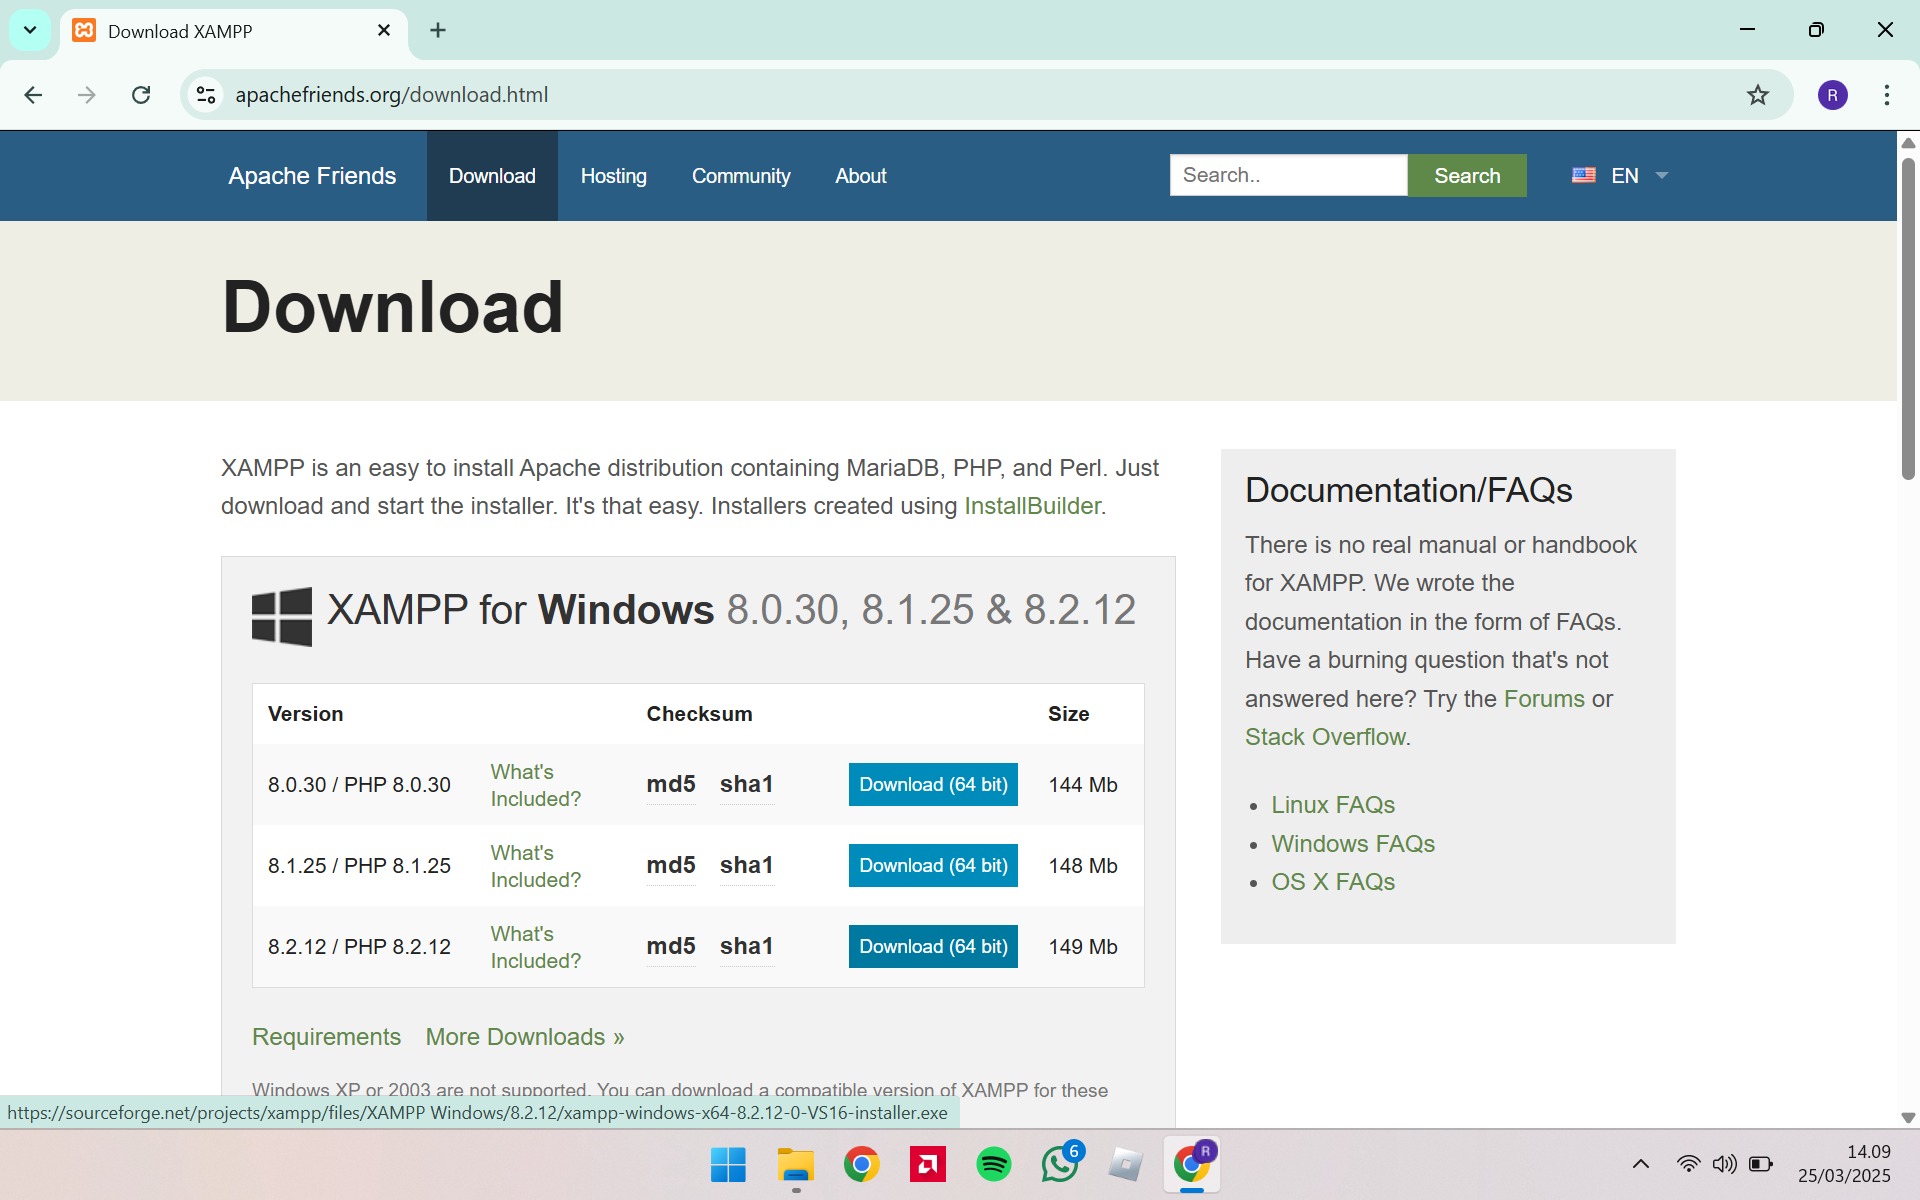 Download XAMPP
apachefriends.org/download.html
R
Apache Friends
Download
Hosting
Community
About
Search..
Search
EN
Download
XAMPP is an easy to install Apache distribution containing MariaDB, PHP, and Perl. Just
download and start the installer. It's that easy. Installers created using InstallBuilder.
XAMPP for Windows 8.0.30, 8.1.25 & 8.2.12
Version Checksum Size
8.0.30 / PHP 8.0.30 What's Included? md5 sha1 Download (64 bit) 144 Mb
8.1.25 / PHP 8.1.25 What's Included? md5 sha1 Download (64 bit) 148 Mb
8.2.12 / PHP 8.2.12 What's Included? md5 sha1 Download (64 bit) 149 Mb
Requirements More Downloads »
Windows XP or 2003 are not supported. You can download a compatible version of XAMPP for these
Documentation/FAQs
There is no real manual or handbook
for XAMPP. We wrote the
documentation in the form of FAQs.
Have a burning question that's not
answered here? Try the Forums or
Stack Overflow.
Linux FAQs
Windows FAQs
OS X FAQs
https://sourceforge.net/projects/xampp/files/XAMPP Windows/8.2.12/xampp-windows-x64-8.2.12-0-VS16-installer.exe
6
R
14.09
25/03/2025